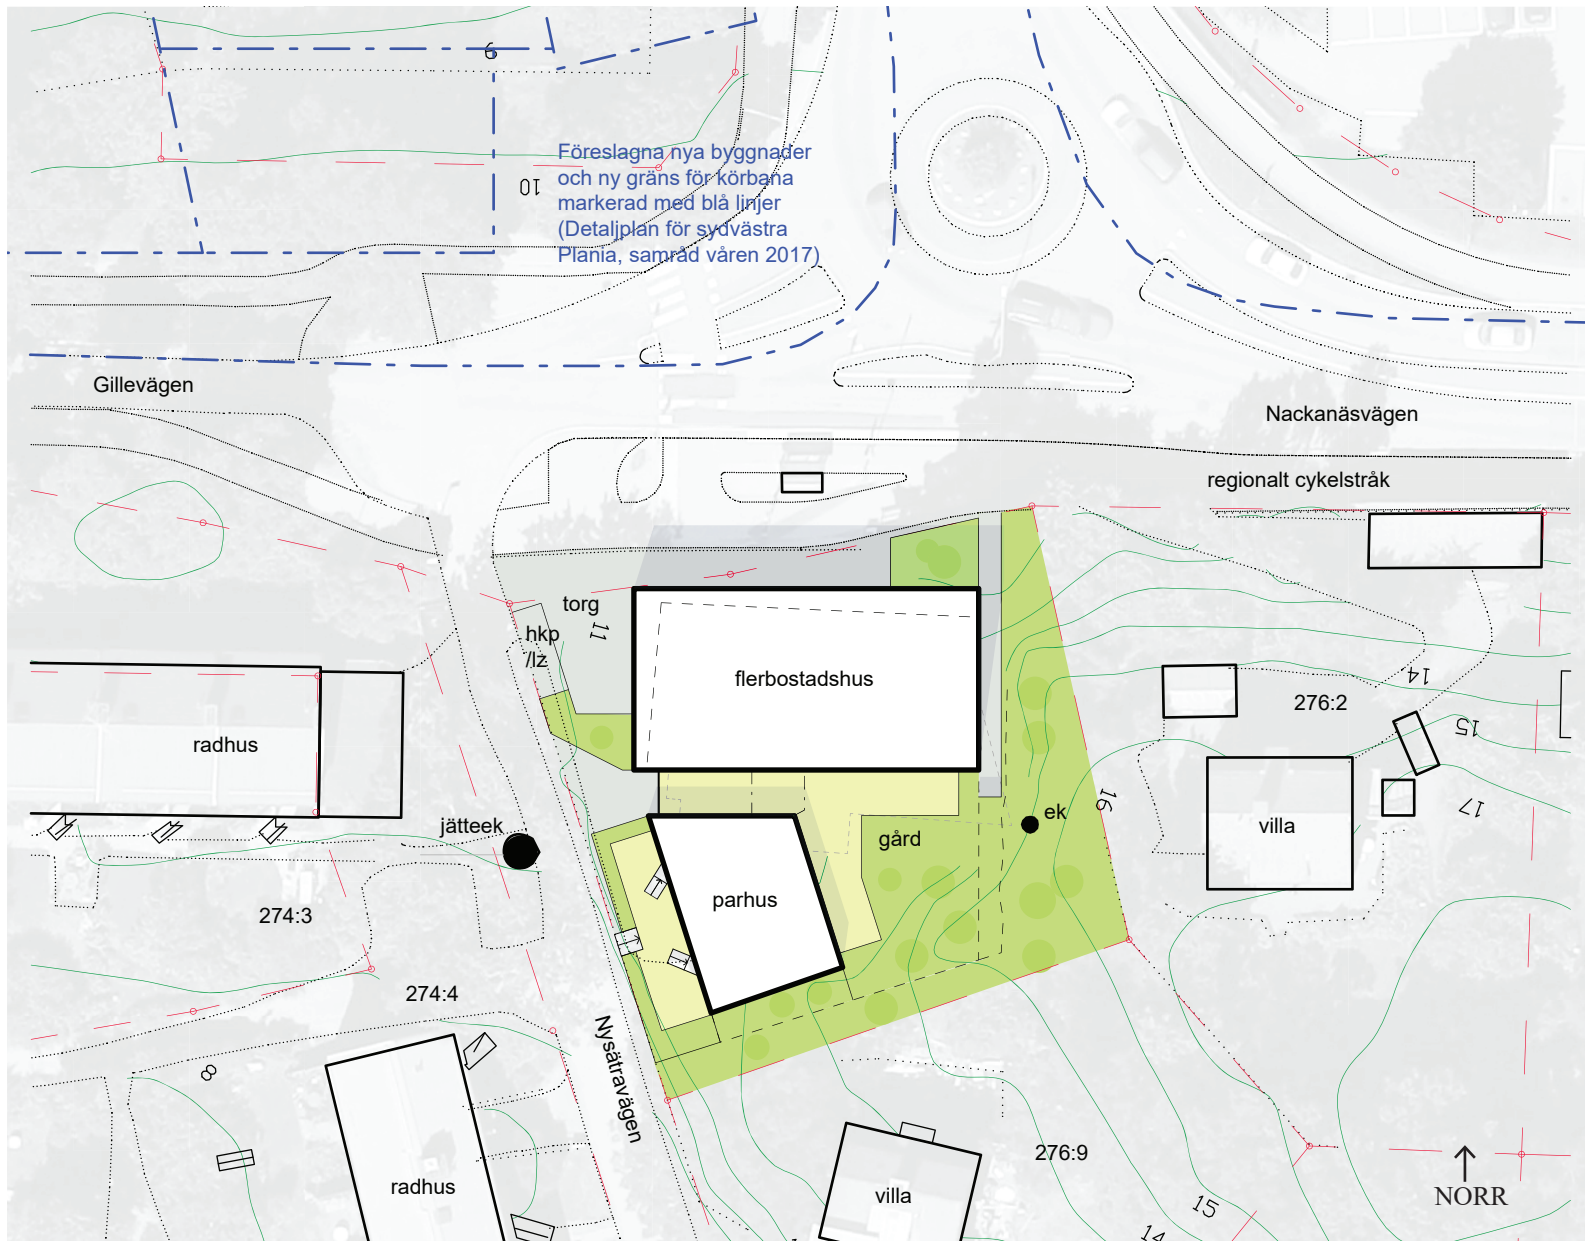 9
Föreslagna nya byggnader
och ny gräns för körbana
markerad med blå linjer
(Detaljplan för sydvästra
Plania, samråd våren 2017)
10
Gillevägen
Nackanäsvägen
regionalt cykelstråk
torg
11
hkp
/lz
flerbostadshus
14
276:2
15
radhus
16
17
jätteek
ek
villa
gård
parhus
274:3
274:4
Nysätravägen
8
276:9
radhus
villa
15
14
NORR